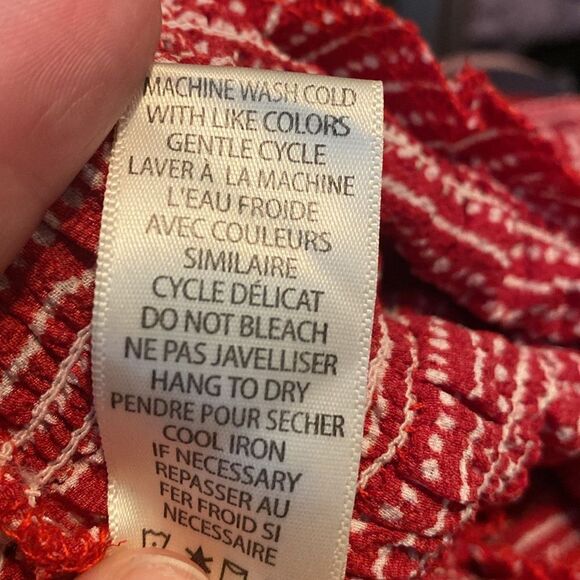 MACHINE WASH COLD
WITH LIKE COLORS
GENTLE CYCLE
LAVER À LA MACHINE
L'EAU FROIDE
AVEC COULEURS
SIMILAIRE
CYCLE DÉLICAT
DO NOT BLEACH
NE PAS JAVELLISER
HANG TO DRY
PENDRE POUR SECHER
COOL IRON
IF NECESSARY
REPASSER AU
FER FROID SI
NECESSAIRE